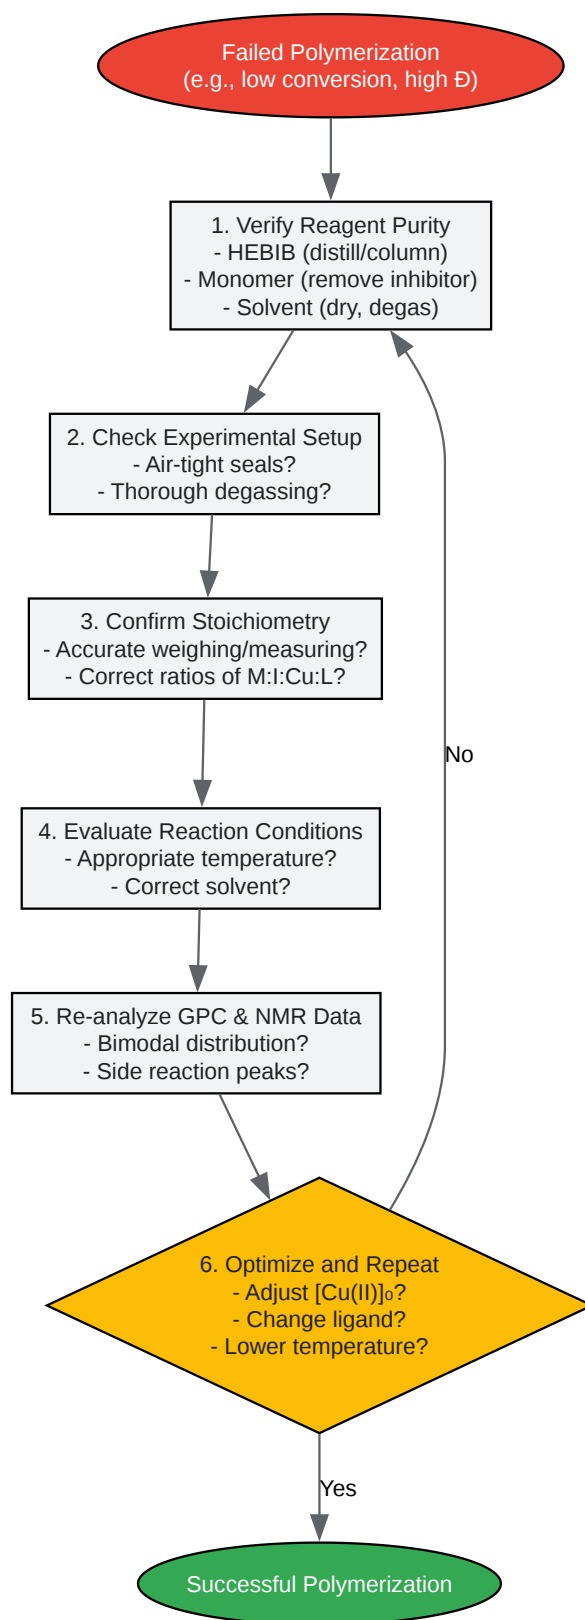 Failed Polymerization
(e.g., low conversion, high Đ)
1. Verify Reagent Purity
- HEBIB (distill/column)
- Monomer (remove inhibitor)
- Solvent (dry, degas)
2. Check Experimental Setup
- Air-tight seals?
- Thorough degassing?
3. Confirm Stoichiometry
- Accurate weighing/measuring?
- Correct ratios of M:I:Cu:L?
No
4. Evaluate Reaction Conditions
- Appropriate temperature?
- Correct solvent?
5. Re-analyze GPC & NMR Data
- Bimodal distribution?
- Side reaction peaks?
6. Optimize and Repeat
- Adjust [Cu(II)]₀?
- Change ligand?
- Lower temperature?
Yes
Successful Polymerization